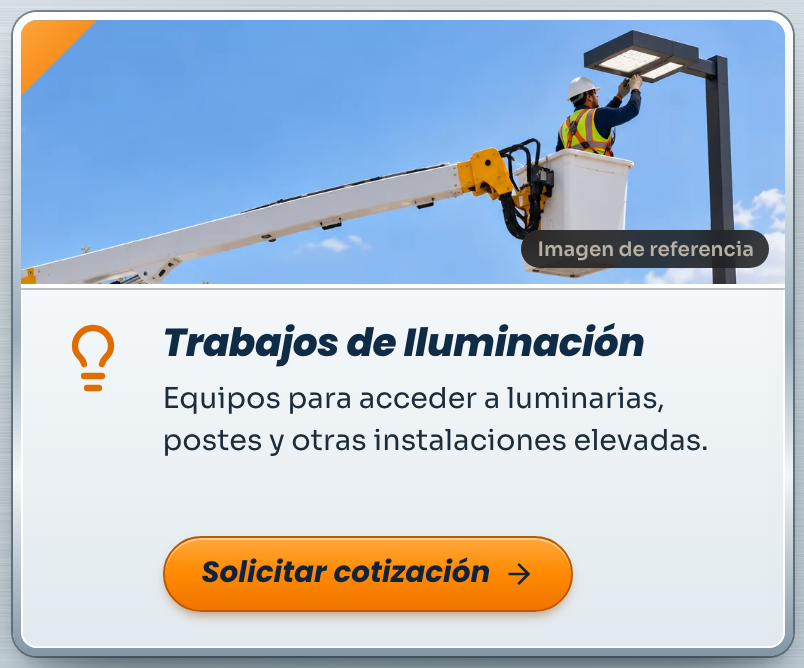 Imagen de referencia
Trabajos de Iluminación
Equipos para acceder a luminarias,
postes y otras instalaciones elevadas.
Solicitar cotización →